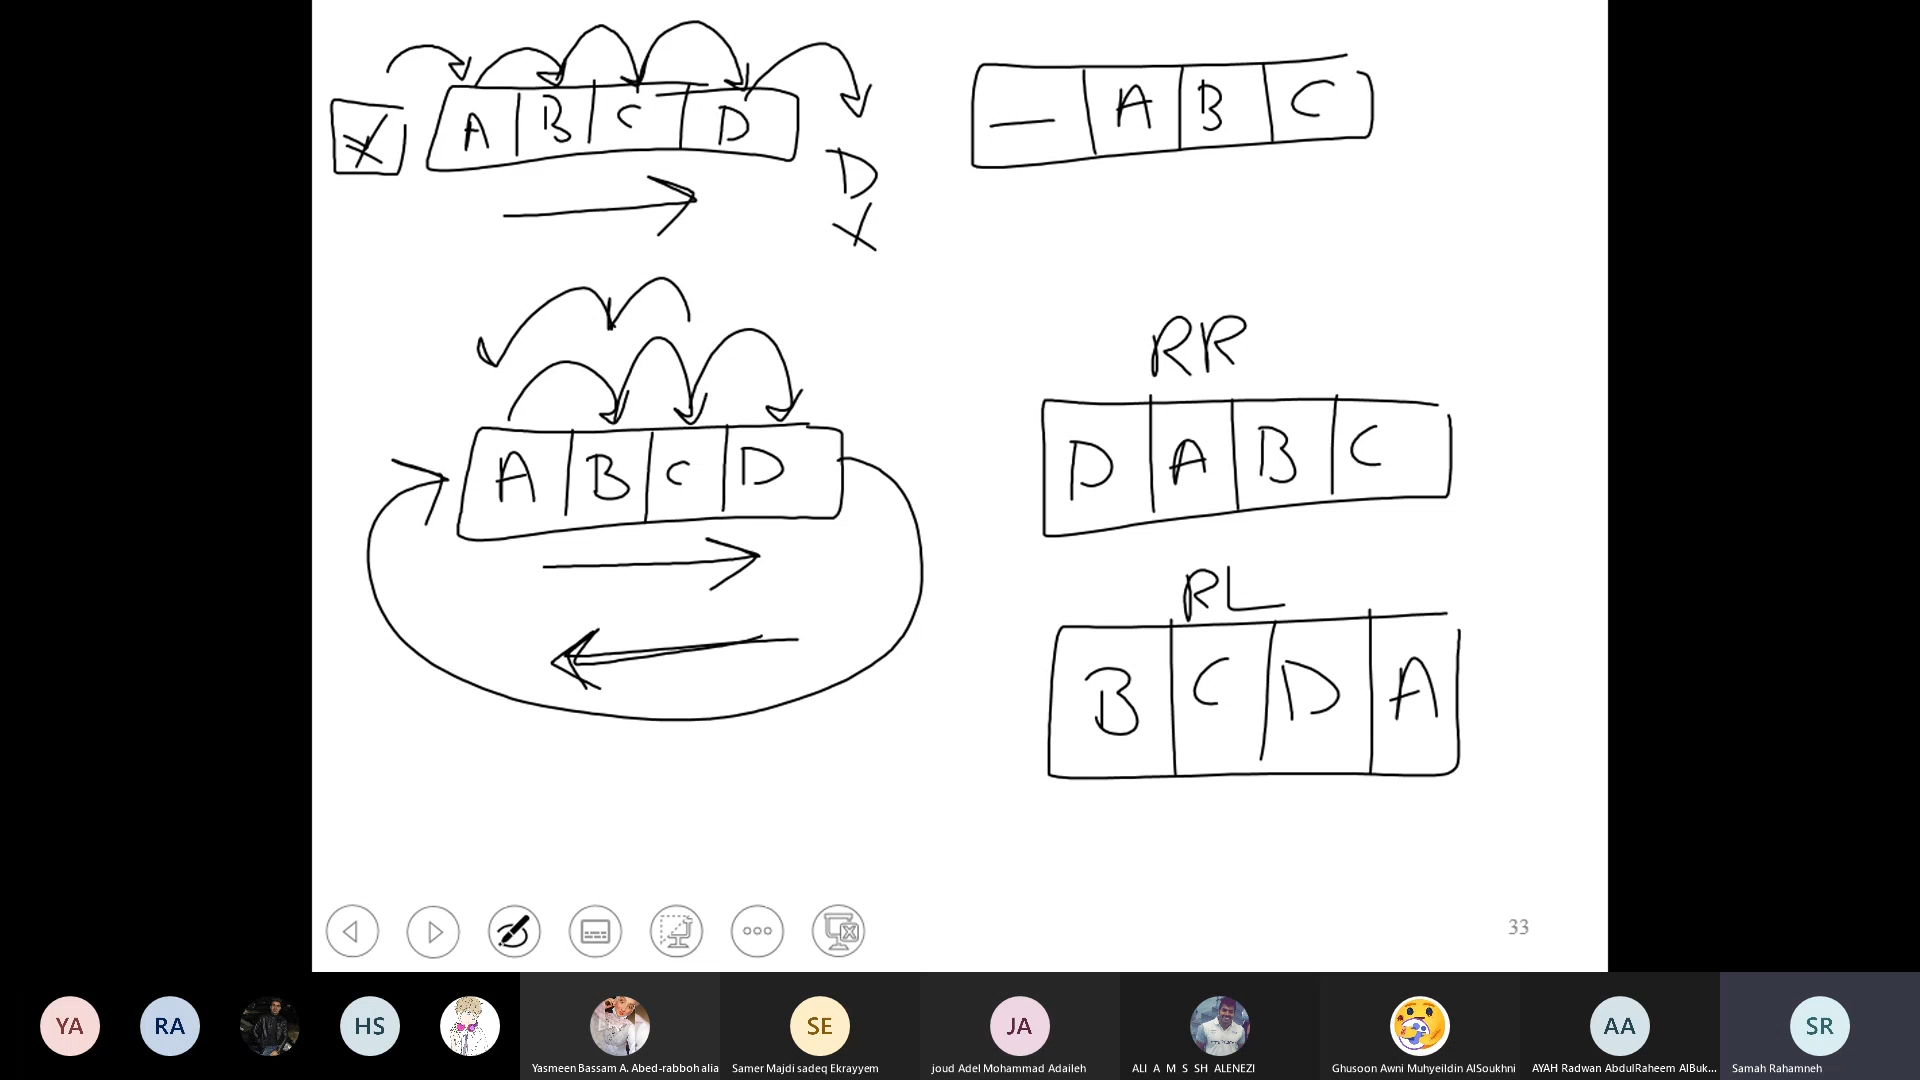 A B C D
— A B C
D
X
RR
A B C D
D A B C
RL
B C D A
33
YA RA HS SE JA AA SR
Yasmeen Bassam A. Abed-rabboh alia
Samer Majdi sadeq Ekrayyem
joud Adel Mohammad Adaileh
ALI A M S SH ALENEZI
Ghusoon Awni Muhyeildin AlSoukhni
AYAH Radwan AbdulRaheem AlBuk...
Samah Rahamneh